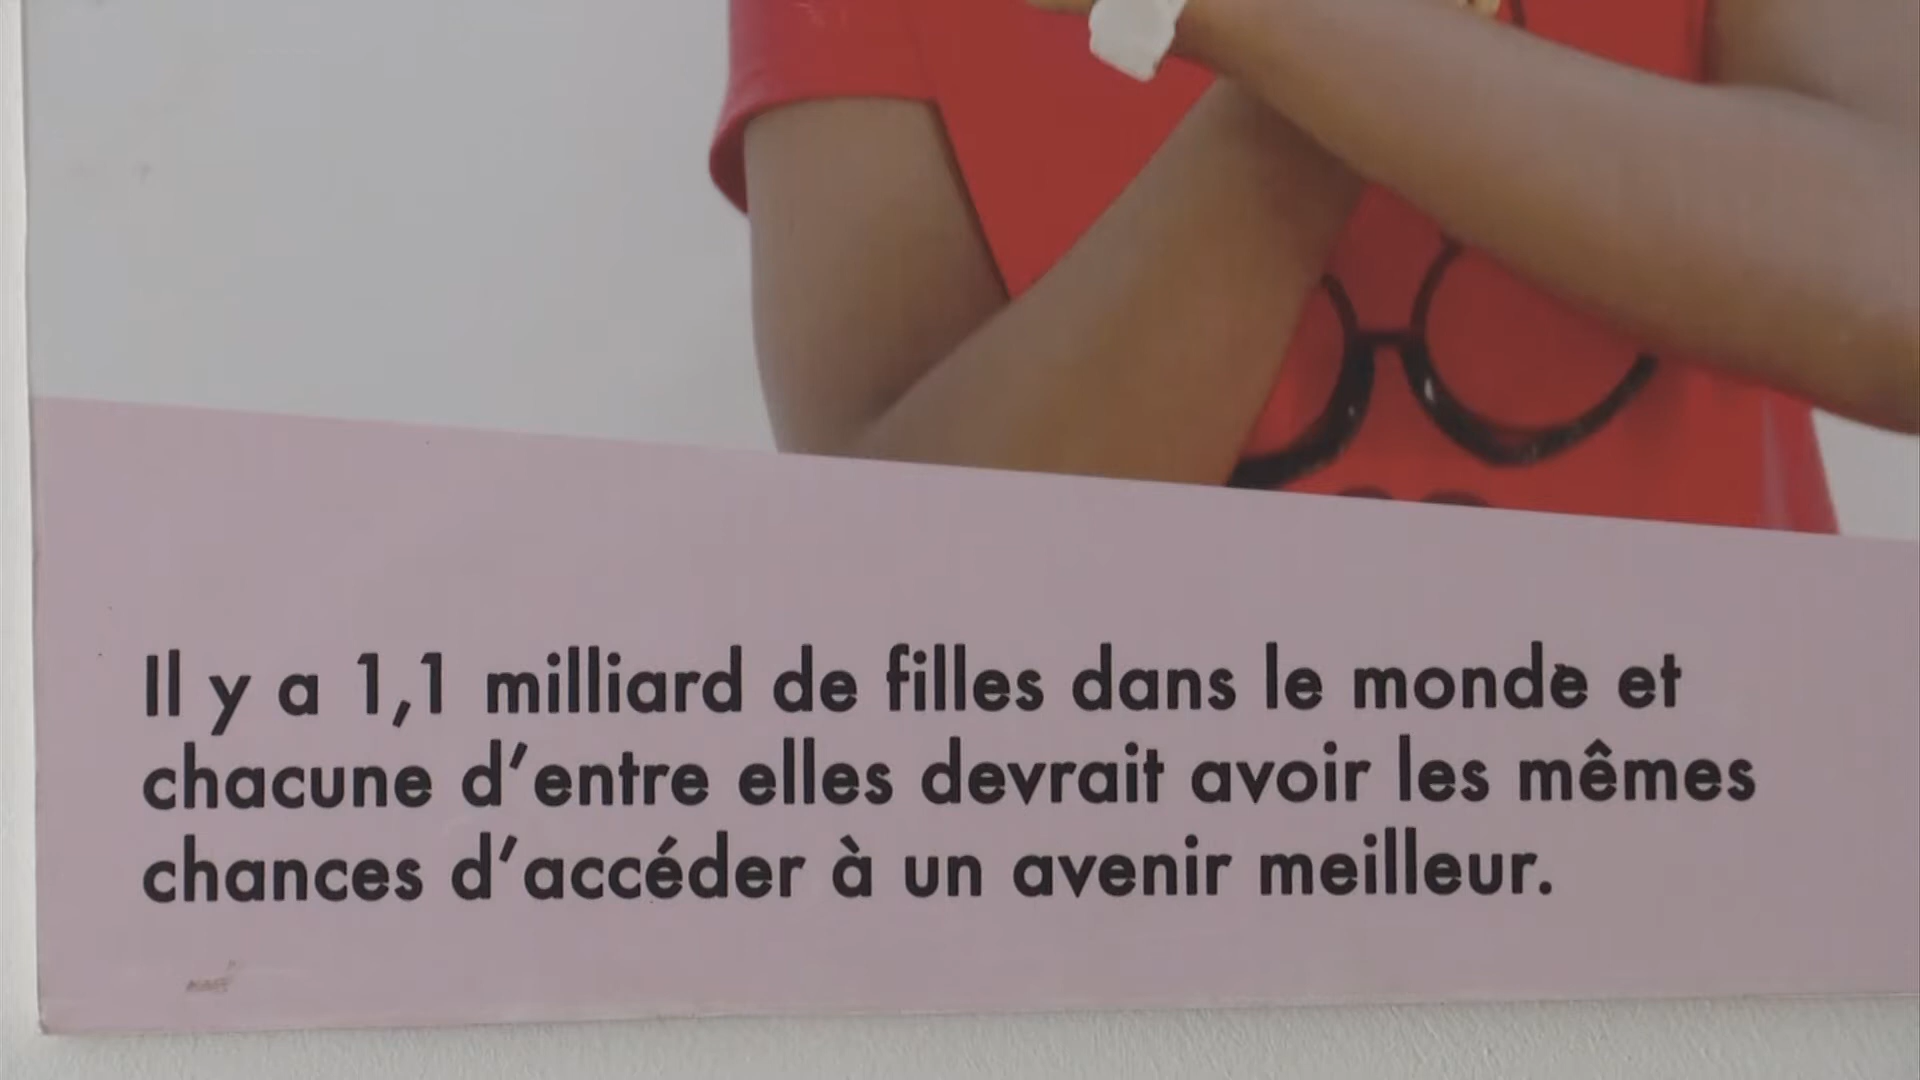 Il y a 1,1 milliard de filles dans le monde et
chacune d'entre elles devrait avoir les mêmes
chances d'accéder à un avenir meilleur.